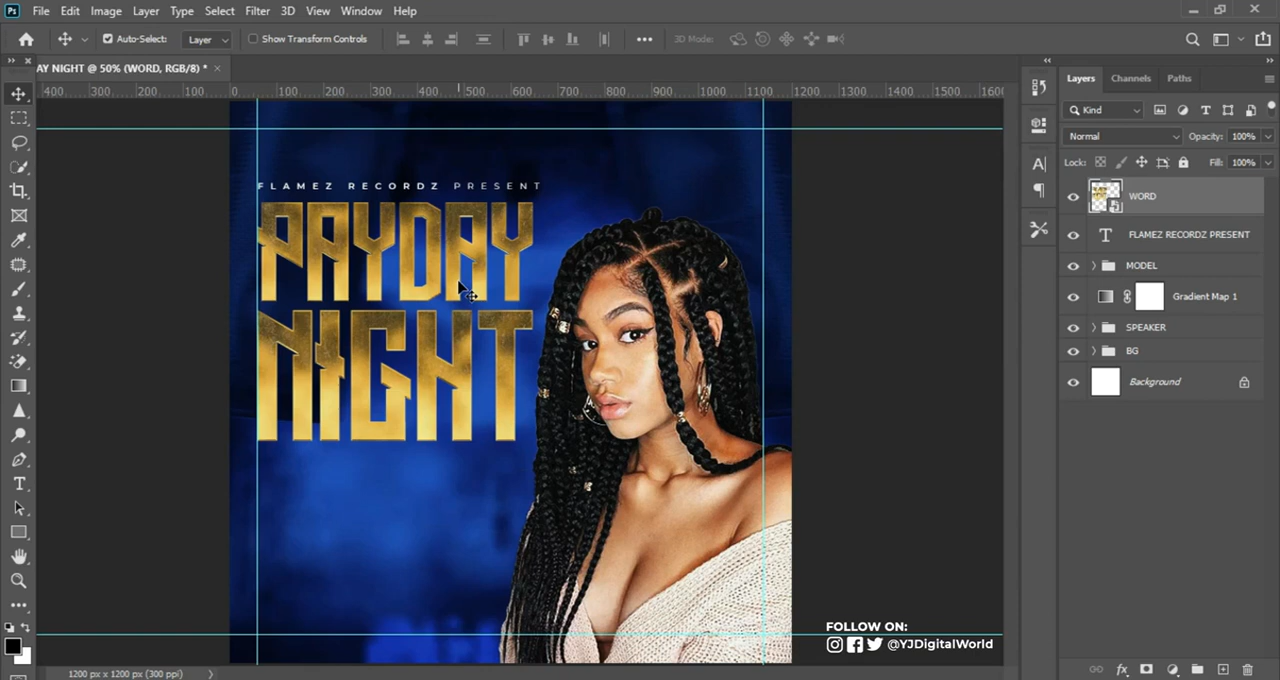 Ps File Edit Image Layer Type Select Filter 3D View Window Help
Auto-Select: Layer Show Transform Controls ••• 3D Mode:
AY NIGHT @ 50% (WORD, RGB/8) * ×
400 300 200 100 0 100 200 300 400 500 600 700 800 900 1000 1100 1200 1300 1400 1500 1600
FLAMEZ RECORDZ PRESENT
PAYDAY
NIGHT
FOLLOW ON:
@YJDigitalWorld
1200 px x 1200 px (300 ppi)
Layers Channels Paths
Kind
Normal Opacity: 100%
Lock: Fill: 100%
WORD
T FLAMEZ RECORDZ PRESENT
MODEL
Gradient Map 1
SPEAKER
BG
Background
fx